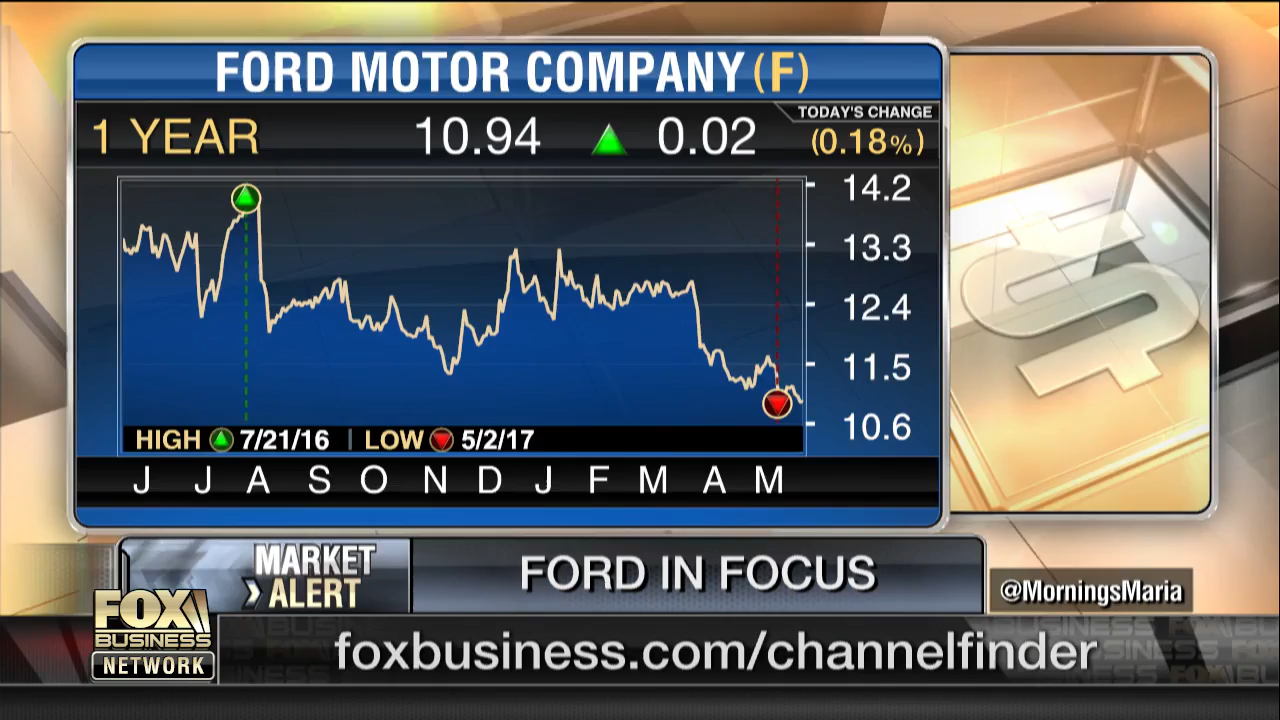 FORD MOTOR COMPANY (F)
1 YEAR 10.94 0.02 TODAY'S CHANGE (0.18%)
14.2
13.3
12.4
11.5
10.6
HIGH 7/21/16 | LOW 5/2/17
J J A S O N D J F M A M
MARKET ALERT
FORD IN FOCUS
@MorningsMaria
FOX
BUSINESS
NETWORK
foxbusiness.com/channelfinder